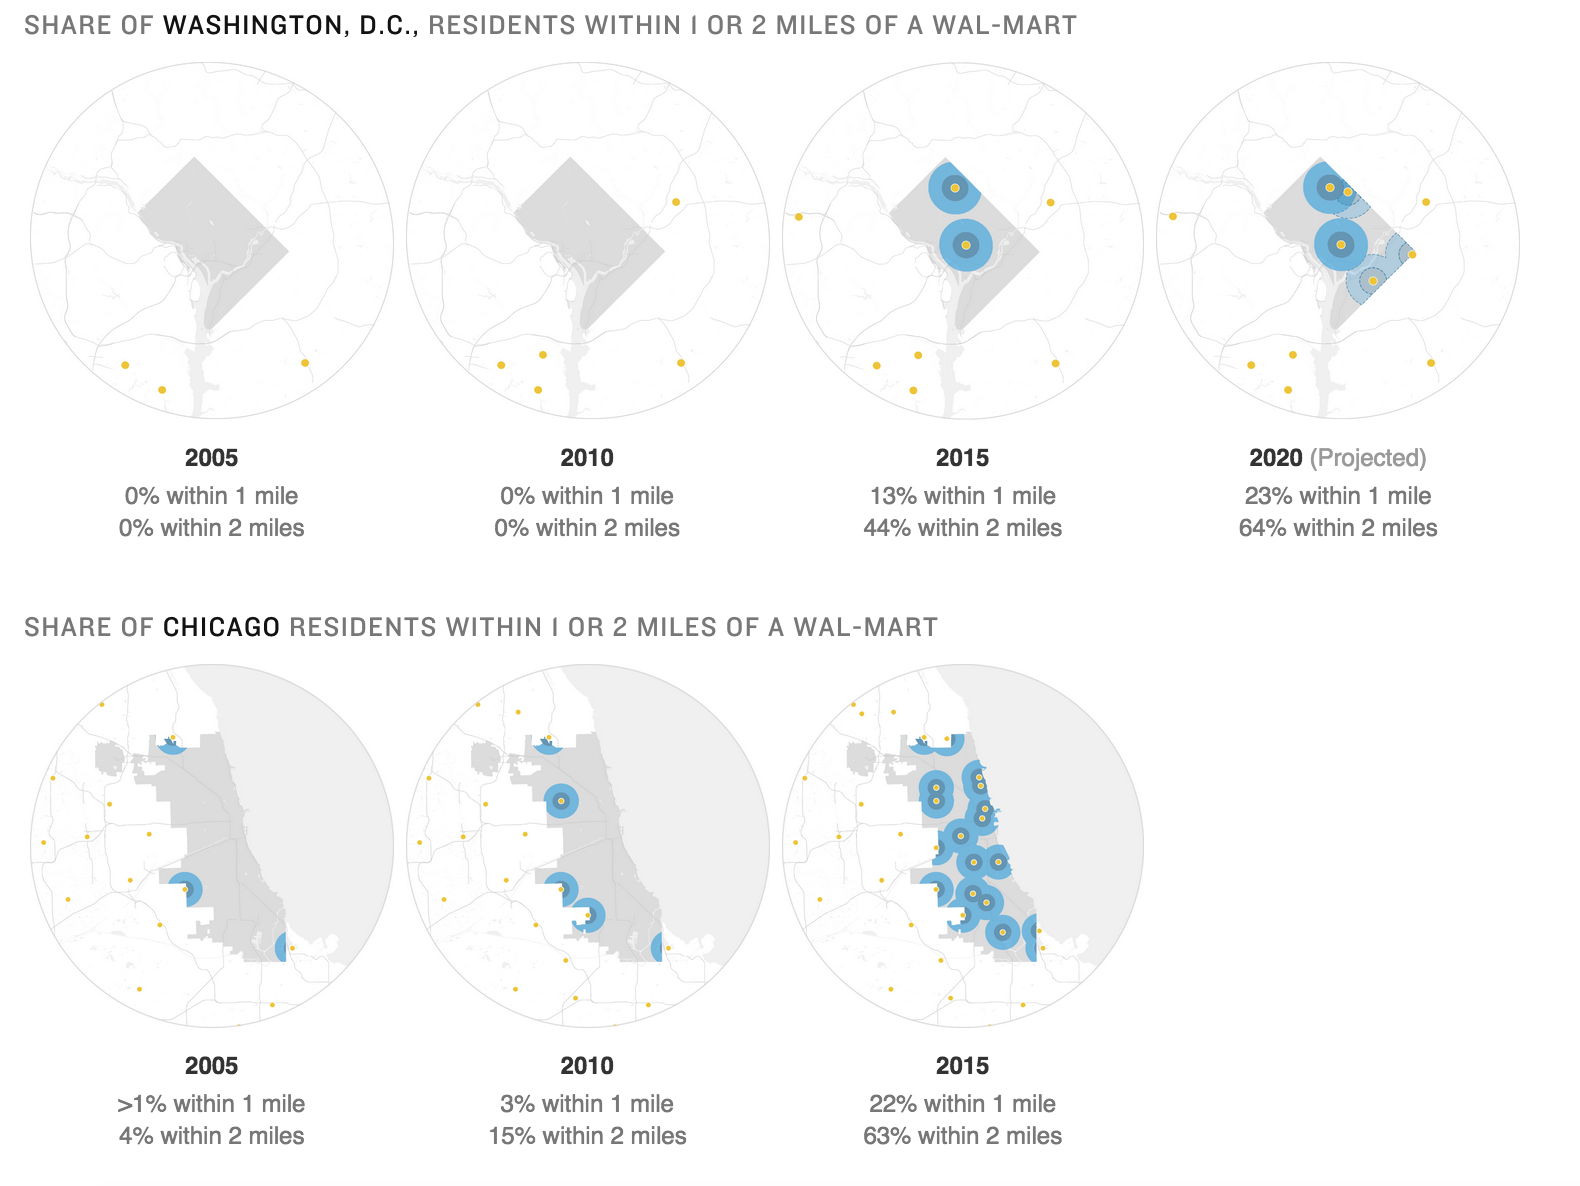 SHARE OF WASHINGTON, D.C., RESIDENTS WITHIN 1 OR 2 MILES OF A WAL-MART
2005
0% within 1 mile
0% within 2 miles
2010
0% within 1 mile
0% within 2 miles
2015
13% within 1 mile
44% within 2 miles
2020 (Projected)
23% within 1 mile
64% within 2 miles
SHARE OF CHICAGO RESIDENTS WITHIN 1 OR 2 MILES OF A WAL-MART
2005
>1% within 1 mile
4% within 2 miles
2010
3% within 1 mile
15% within 2 miles
2015
22% within 1 mile
63% within 2 miles